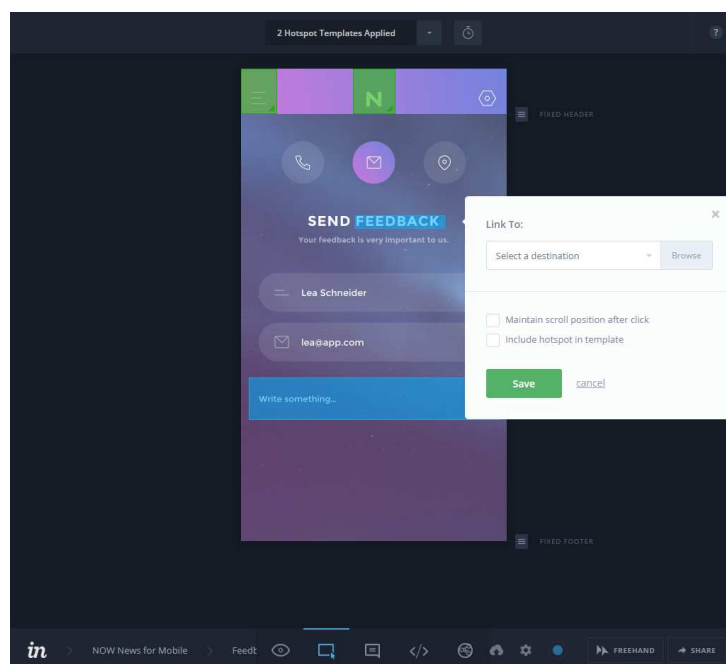 2 Hotspot Templates Applied
?
N
FIXED HEADER
SEND FEEDBACK
Your feedback is very important to us.
Link To:
Select a destination
Browse
Lea Schneider
Maintain scroll position after click
Include hotspot in template
lea@app.com
Save
cancel
Write something...
FIXED FOOTER
in
NOW News for Mobile
Feedb
</>
FREEHAND
SHARE